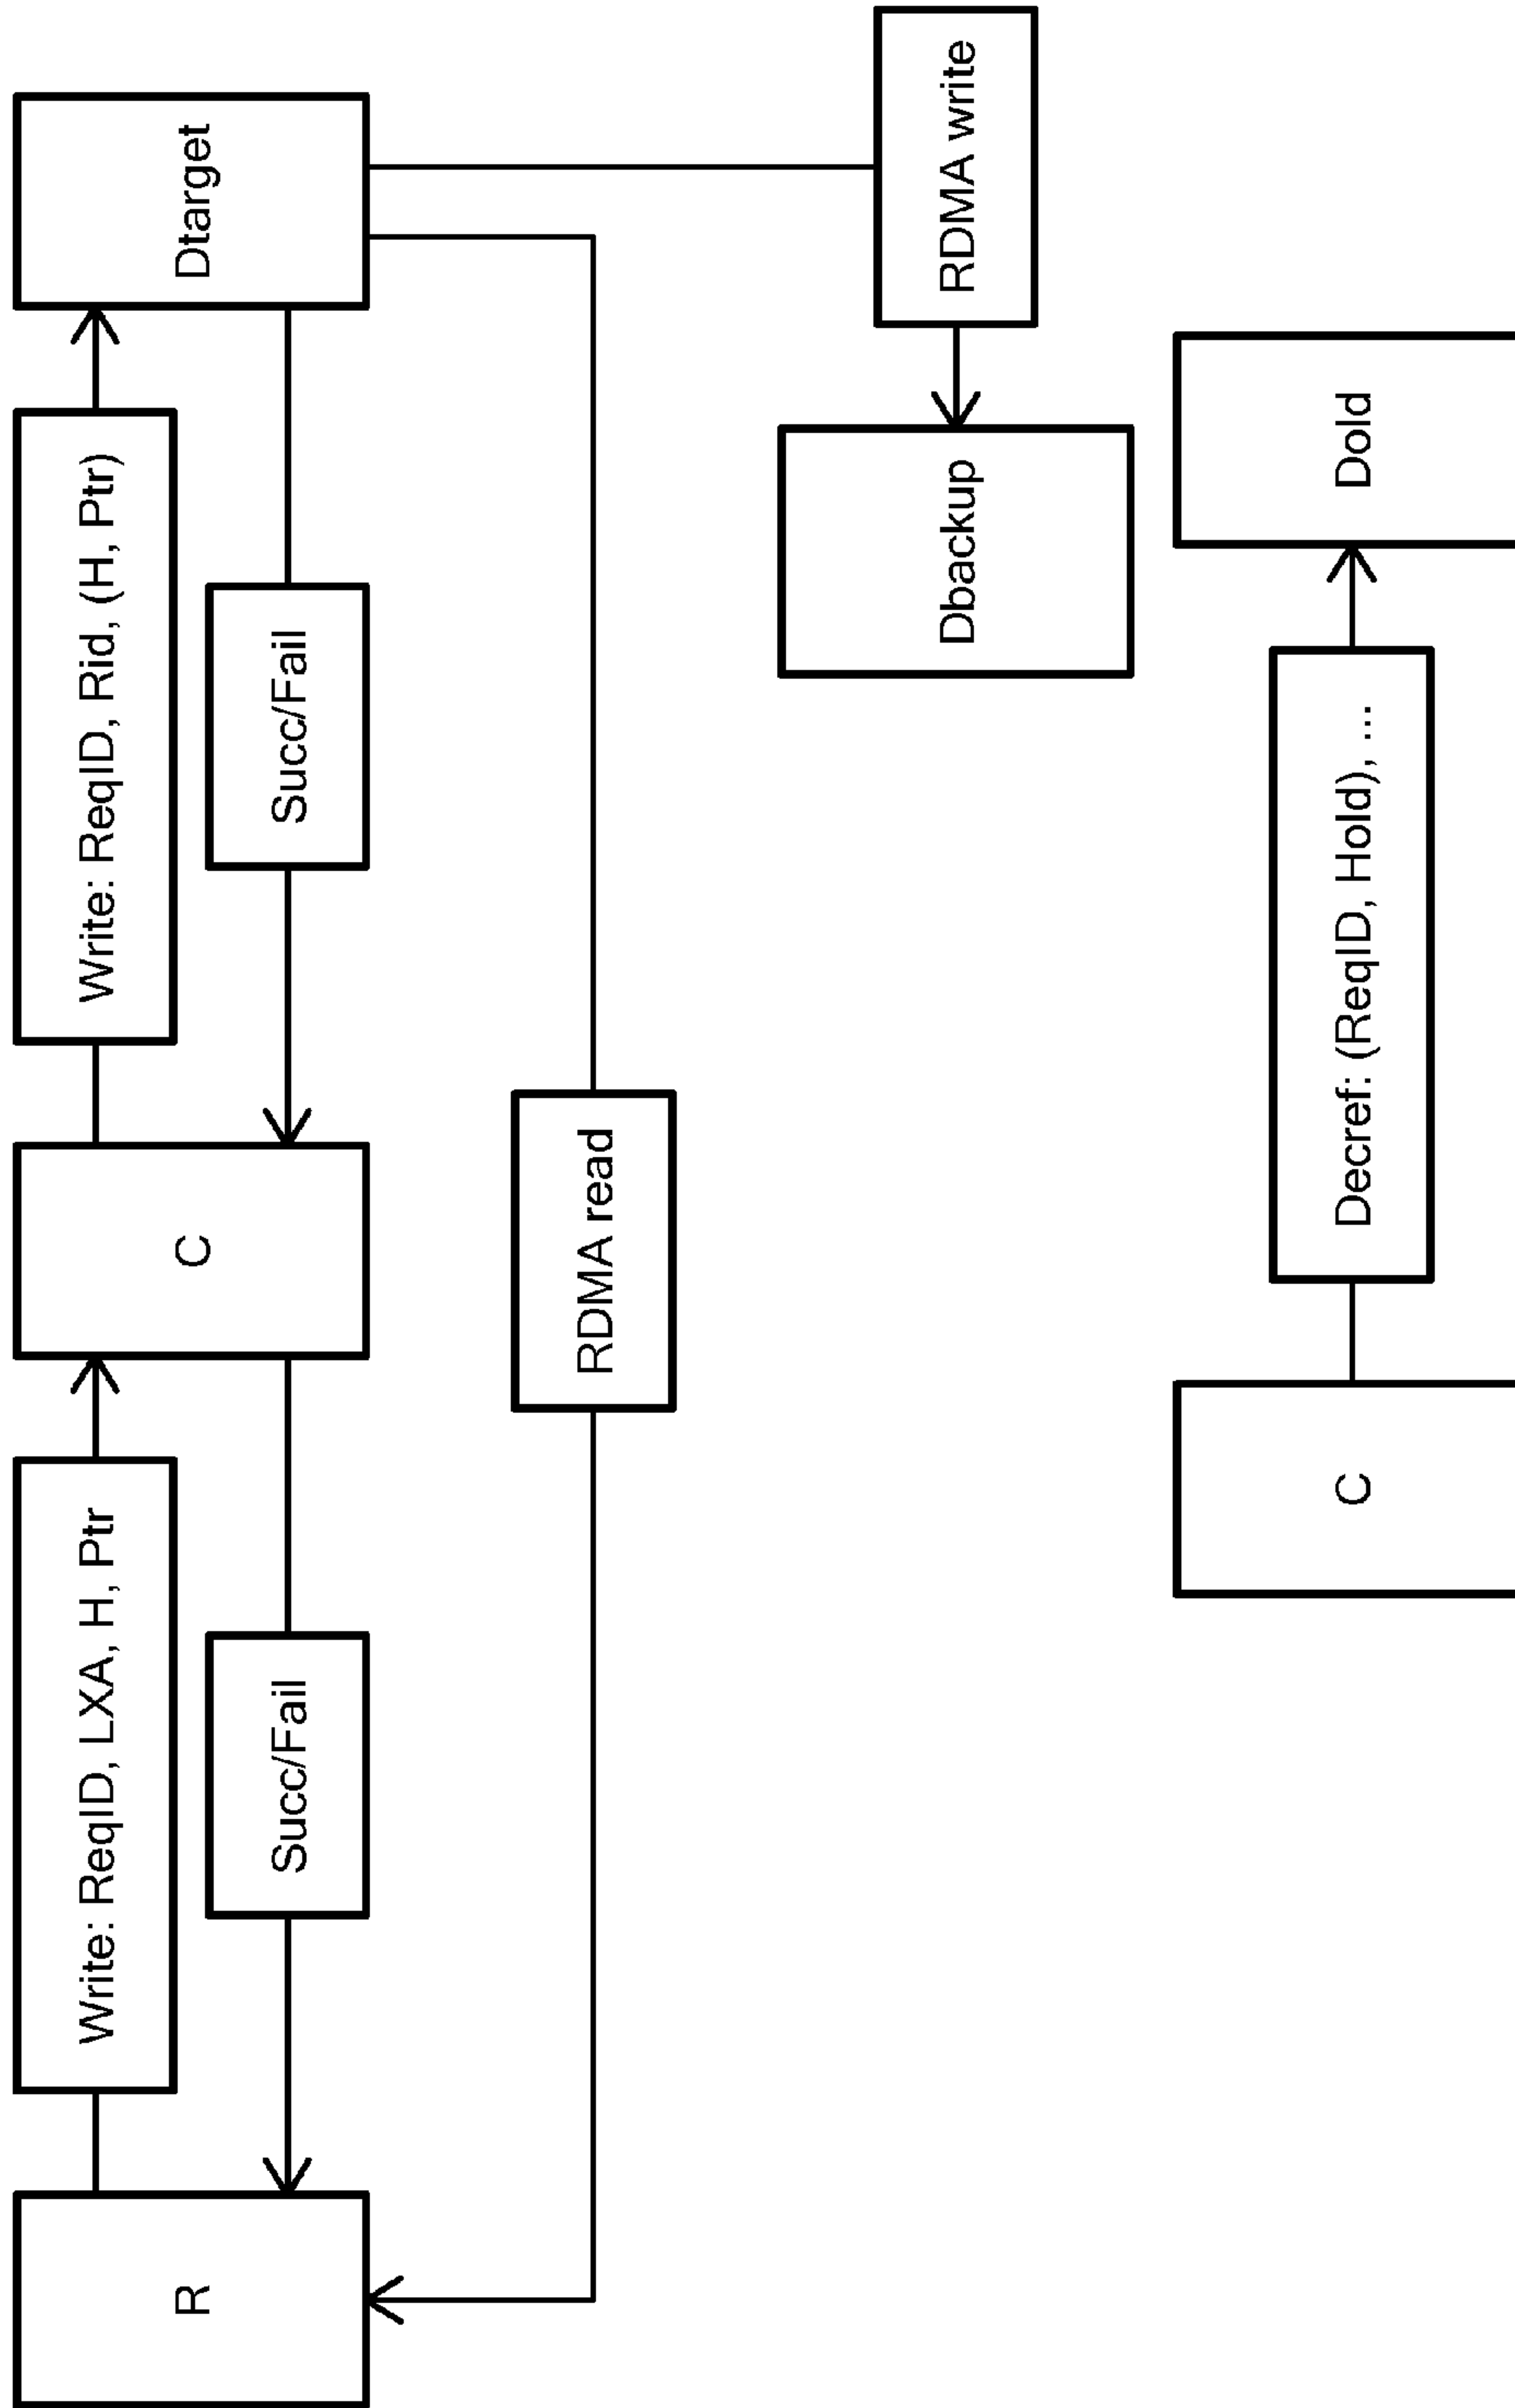 R
Write: ReqID, LXA, H, Ptr
Succ/Fail
C
Write: ReqID, Rid, (H, Ptr)
Succ/Fail
Dtarget
RDMA read
Dbackup
RDMA write
C
Decref: (ReqID, Hold), ...
Dold